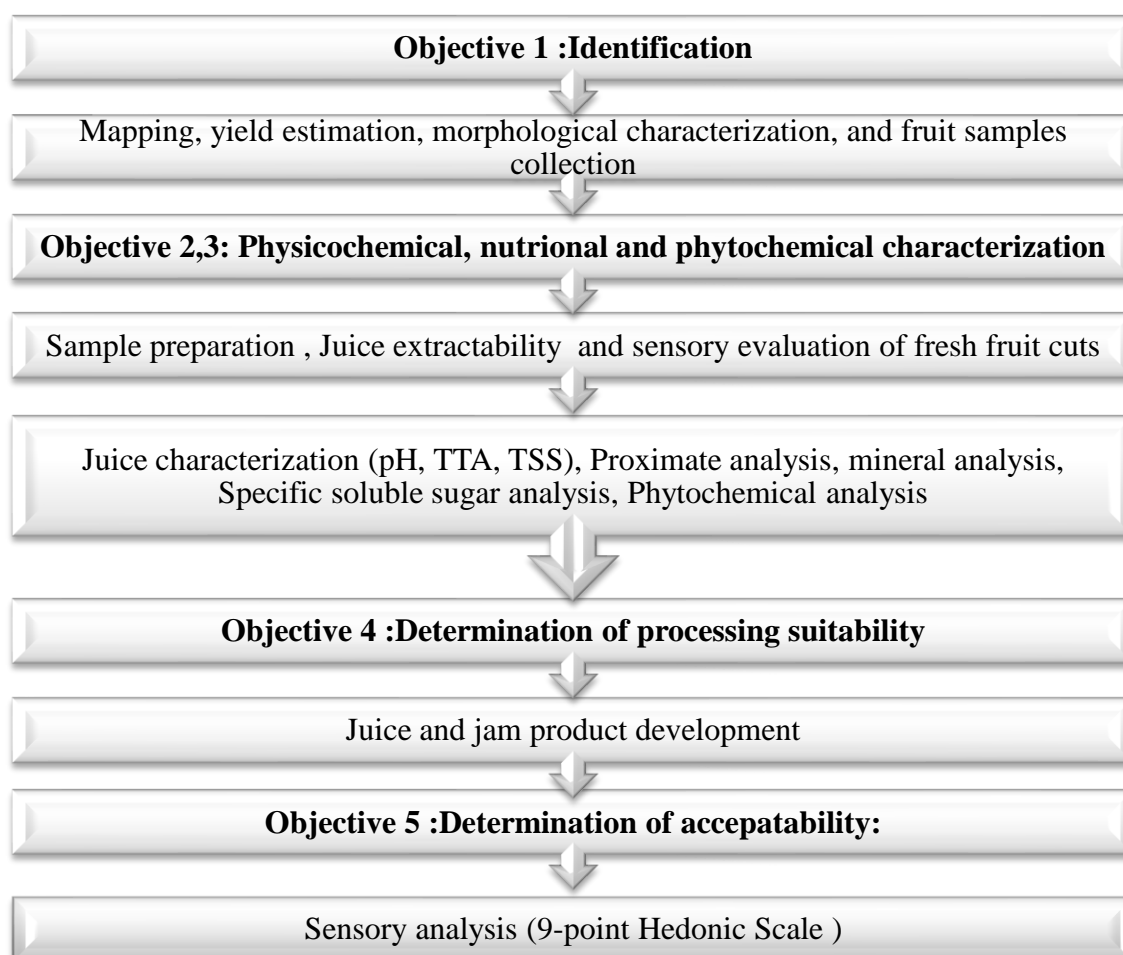 Objective 1 :Identification
Mapping, yield estimation, morphological characterization, and fruit samples
collection
Objective 2,3: Physicochemical, nutrional and phytochemical characterization
Sample preparation , Juice extractability and sensory evaluation of fresh fruit cuts
Juice characterization (pH, TTA, TSS), Proximate analysis, mineral analysis,
Specific soluble sugar analysis, Phytochemical analysis
Objective 4 :Determination of processing suitability
Juice and jam product development
Objective 5 :Determination of accepatability:
Sensory analysis (9-point Hedonic Scale )